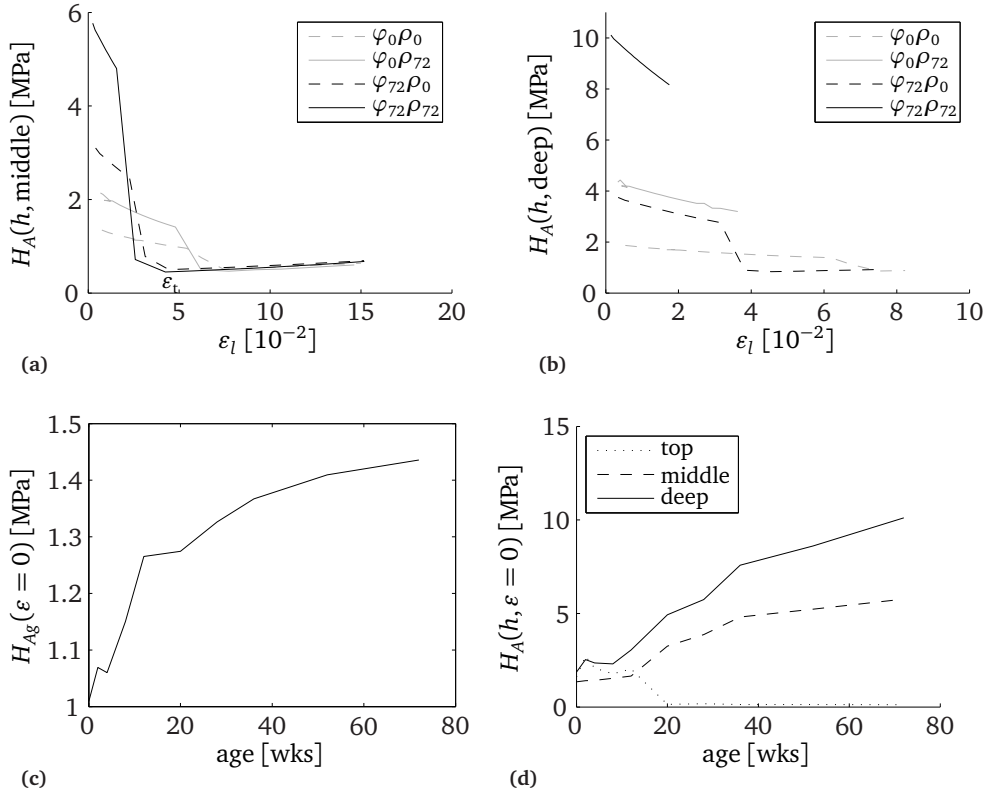 6
4
2
0
0
5
10
15
20
H_A(h, middle) [MPa]
ε_l [10⁻²]
φ₀ρ₀
φ₀ρ₇₂
φ₇₂ρ₀
φ₇₂ρ₇₂
ε_t
(a)
10
8
6
4
2
0
0
2
4
6
8
10
H_A(h, deep) [MPa]
ε_l [10⁻²]
φ₀ρ₀
φ₀ρ₇₂
φ₇₂ρ₀
φ₇₂ρ₇₂
(b)
1.5
1.4
1.3
1.2
1.1
1
0
20
40
60
80
H_Ag(ε = 0) [MPa]
age [wks]
(c)
15
10
5
0
0
20
40
60
80
H_A(h, ε = 0) [MPa]
age [wks]
top
middle
deep
(d)